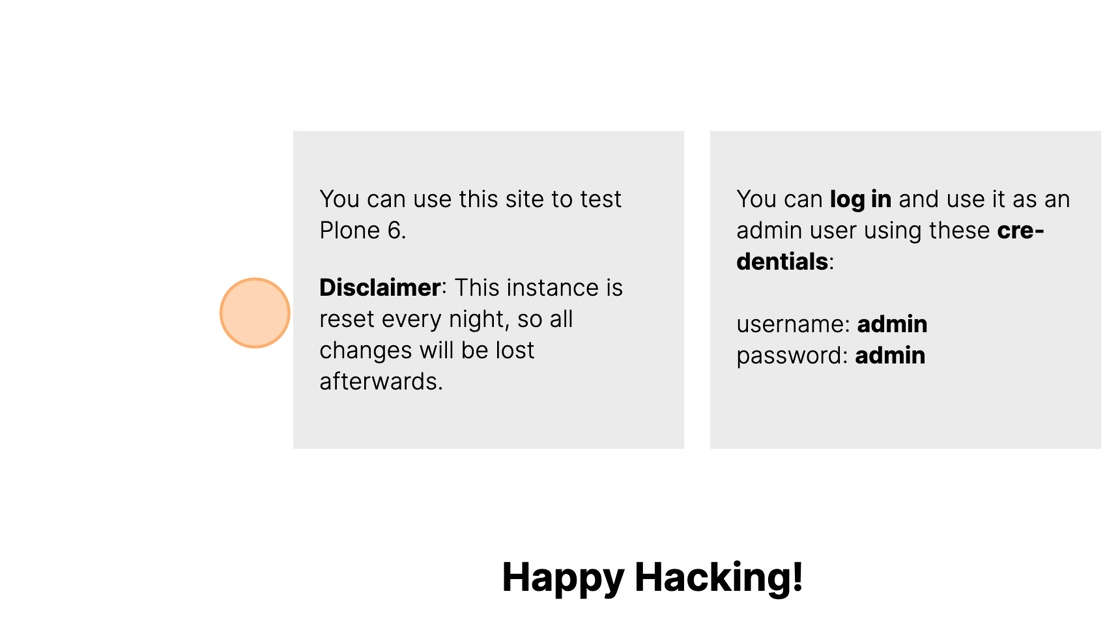 You can use this site to test
Plone 6.
Disclaimer: This instance is
reset every night, so all
changes will be lost
afterwards.
You can log in and use it as an
admin user using these cre-
dentials:
username: admin
password: admin
Happy Hacking!